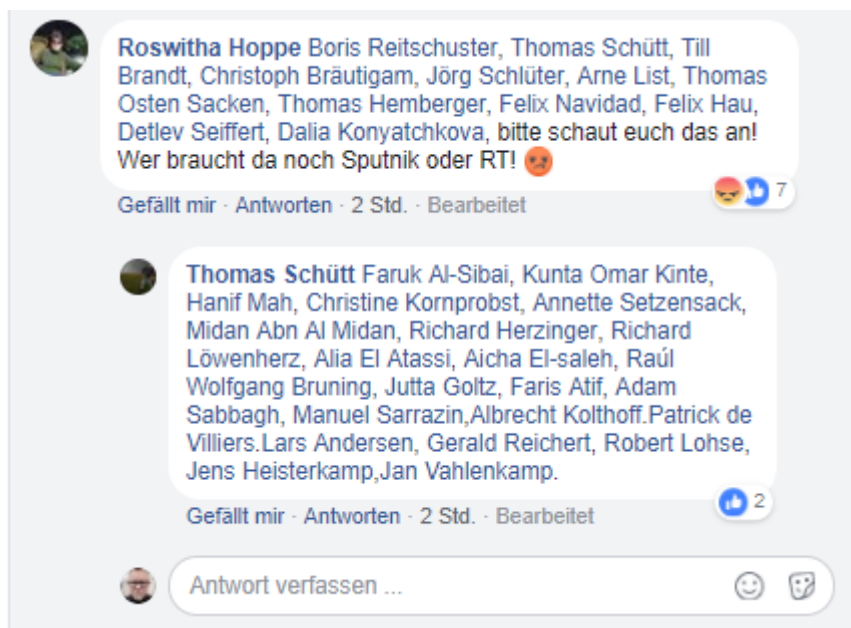 Roswitha Hoppe Boris Reitschuster, Thomas Schütt, Till
Brandt, Christoph Bräutigam, Jörg Schlüter, Arne List, Thomas
Osten Sacken, Thomas Hemberger, Felix Navidad, Felix Hau,
Detlev Seiffert, Dalia Konyatchkova, bitte schaut euch das an!
Wer braucht da noch Sputnik oder RT! 😡
7
Gefällt mir · Antworten · 2 Std. · Bearbeitet
Thomas Schütt Faruk Al-Sibai, Kunta Omar Kinte,
Hanif Mah, Christine Kornprobst, Annette Setzensack,
Midan Abn Al Midan, Richard Herzinger, Richard
Löwenherz, Alia El Atassi, Aicha El-saleh, Raúl
Wolfgang Bruning, Jutta Goltz, Faris Atif, Adam
Sabbagh, Manuel Sarrazin,Albrecht Kolthoff.Patrick de
Villiers.Lars Andersen, Gerald Reichert, Robert Lohse,
Jens Heisterkamp,Jan Vahlenkamp.
2
Gefällt mir · Antworten · 2 Std. · Bearbeitet
Antwort verfassen ...